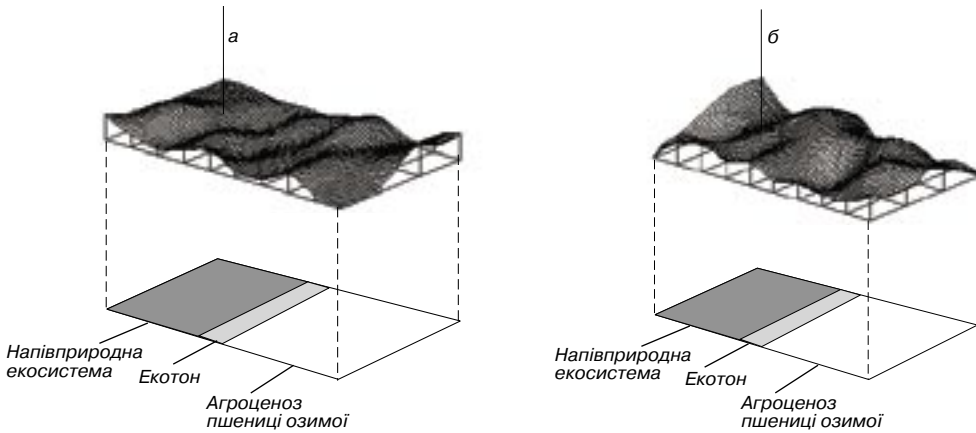 а
Напівприродна
екосистема
Екотон
Агроценоз
пшениці озимої
б
Напівприродна
екосистема
Екотон
Агроценоз
пшениці озимої